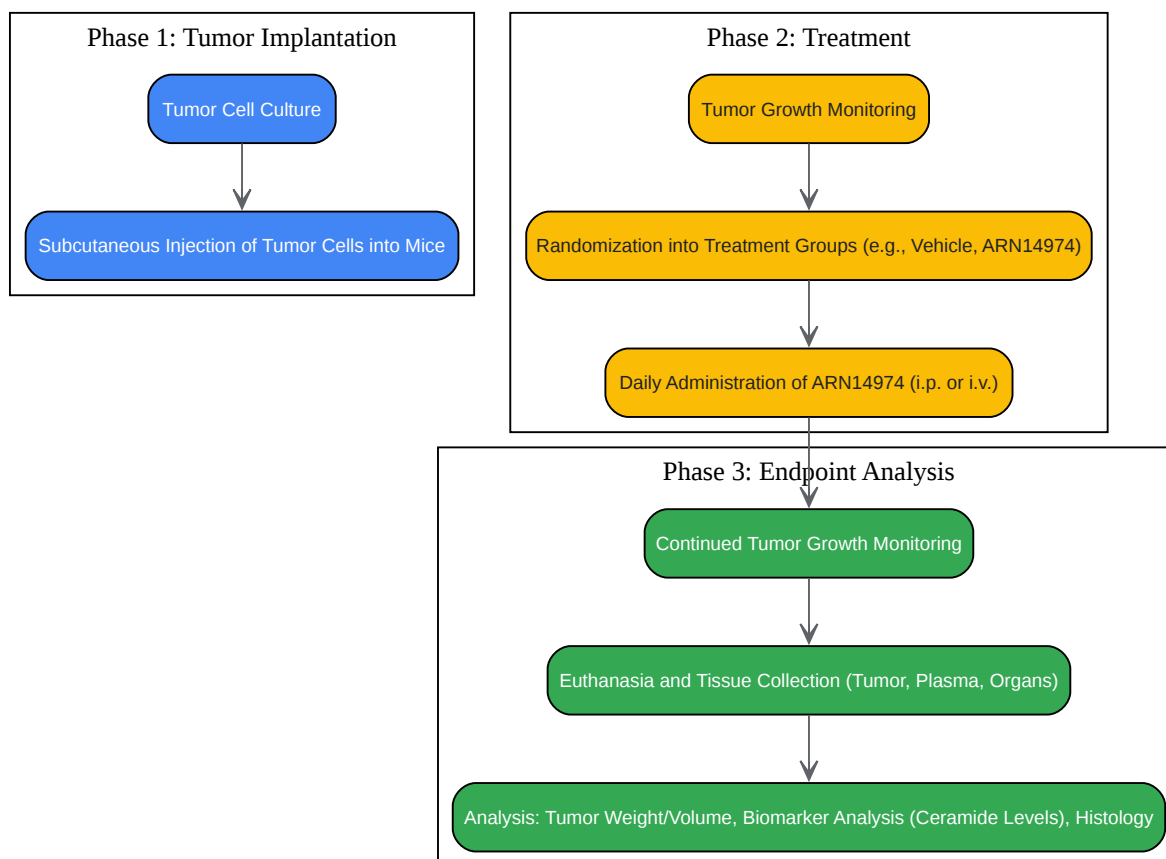 Phase 1: Tumor Implantation
Tumor Cell Culture
Subcutaneous Injection of Tumor Cells into Mice
Phase 2: Treatment
Tumor Growth Monitoring
Randomization into Treatment Groups (e.g., Vehicle, ARN14974)
Daily Administration of ARN14974 (i.p. or i.v.)
Phase 3: Endpoint Analysis
Continued Tumor Growth Monitoring
Euthanasia and Tissue Collection (Tumor, Plasma, Organs)
Analysis: Tumor Weight/Volume, Biomarker Analysis (Ceramide Levels), Histology